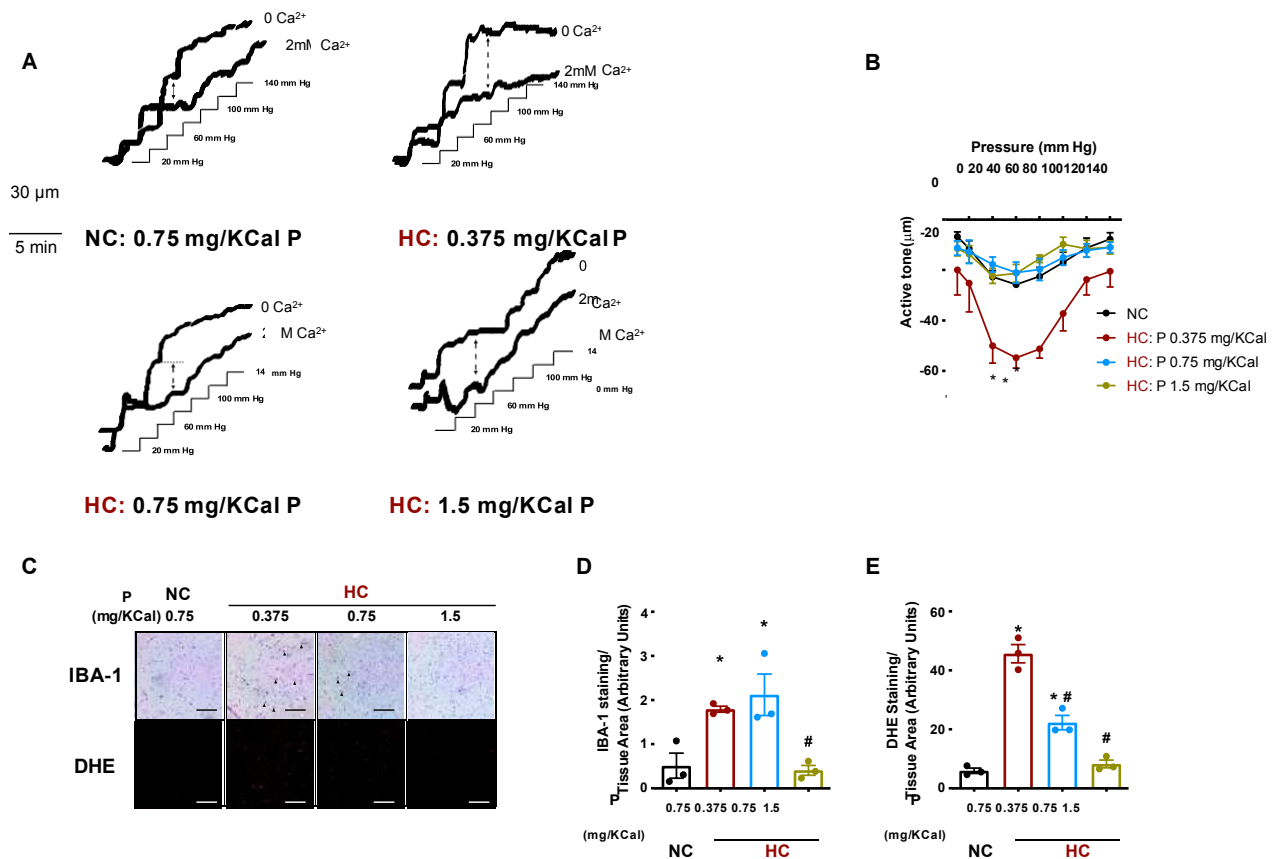 A
0 Ca²⁺
2mM Ca²⁺
140 mm Hg
100 mm Hg
60 mm Hg
20 mm Hg
30 µm
5 min
NC: 0.75 mg/KCal P
0 Ca²⁺
2mM Ca²⁺
140 mm Hg
100 mm Hg
60 mm Hg
20 mm Hg
HC: 0.375 mg/KCal P
0 Ca²⁺
M Ca²⁺
14 mm Hg
100 mm Hg
60 mm Hg
20 mm Hg
HC: 0.75 mg/KCal P
0
2m Ca²⁺
M Ca²⁺
14
0 mm Hg
100 mm Hg
60 mm Hg
20 mm Hg
HC: 1.5 mg/KCal P
B
Pressure (mm Hg)
0 20 40 60 80 100 120 140
0
-20
-40
-60
Active tone(µm)
* * *
NC
HC: P 0.375 mg/KCal
HC: P 0.75 mg/KCal
HC: P 1.5 mg/KCal
C
P
(mg/KCal)
NC
HC
0.75 0.375 0.75 1.5
IBA-1
DHE
D
IBA-1 staining/
Tissue Area (Arbitrary Units)
4
3
2
1
0
* * #
P
0.75 0.375 0.75 1.5
(mg/KCal)
NC HC
E
DHE Staining/
Tissue Area (Arbitrary Units)
60
40
20
0
* * # #
P
0.75 0.375 0.75 1.5
(mg/KCal)
NC HC